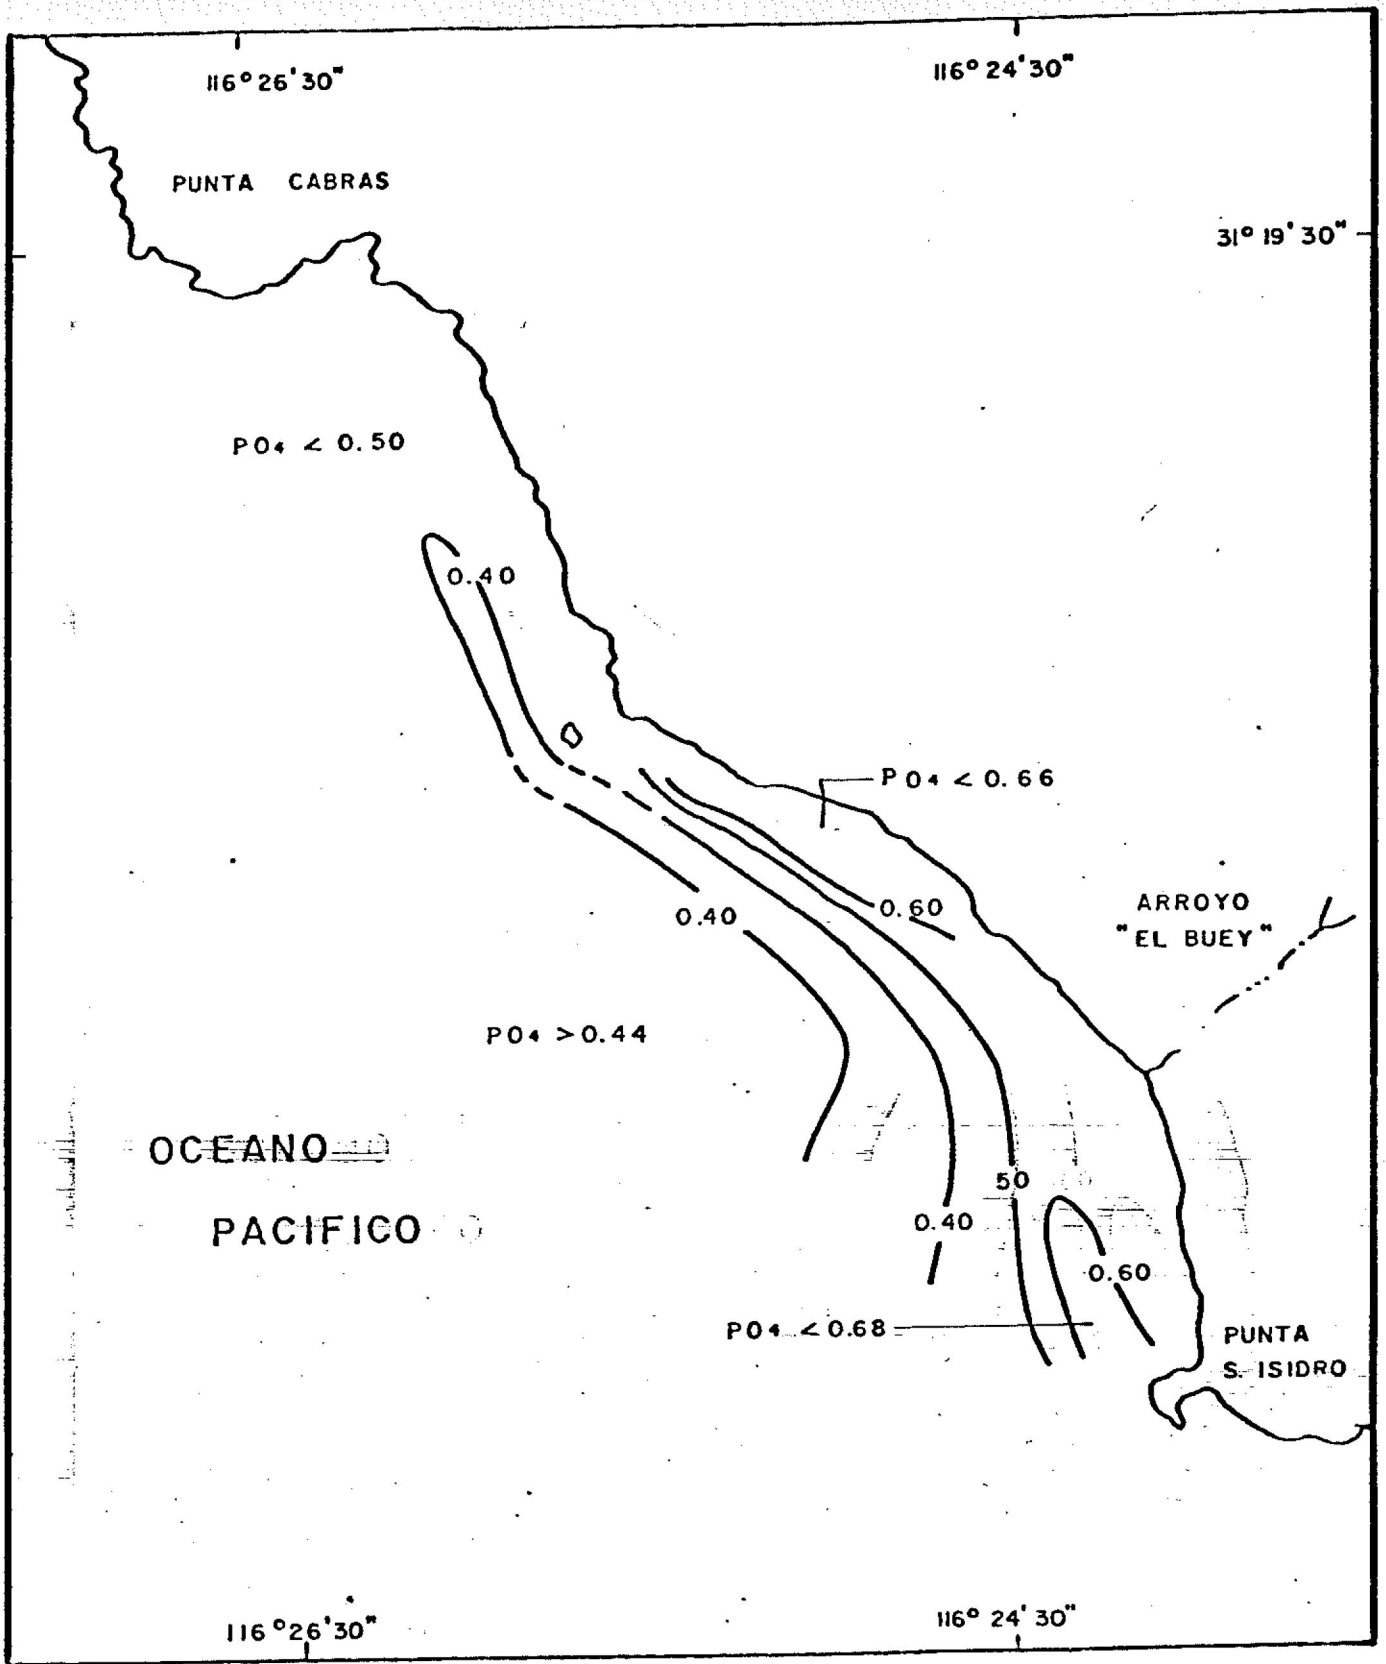 116° 26' 30"
116° 24' 30"
PUNTA CABRAS
31° 19' 30"
PO4 < 0.50
0.40
PO4 < 0.66
0.40
0.60
ARROYO
"EL BUEY"
PO4 > 0.44
OCEANO
PACIFICO
50
0.40
0.60
PO4 < 0.68
PUNTA
S. ISIDRO
116° 26' 30"
116° 24' 30"